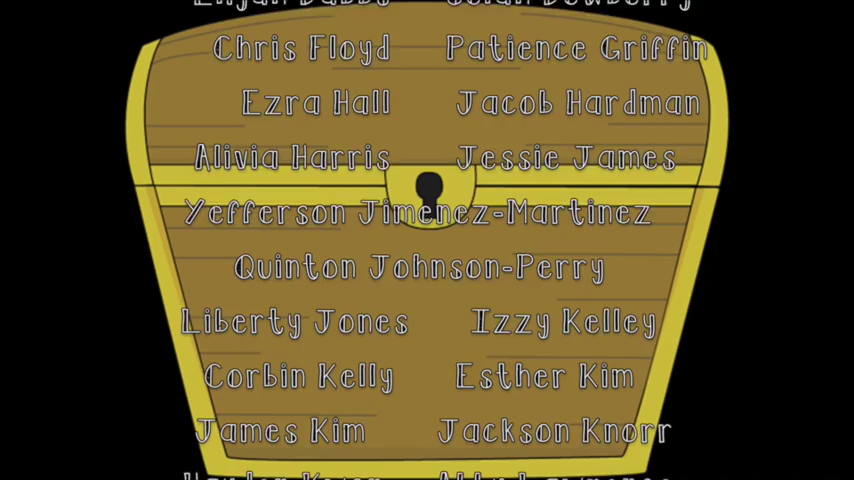 Chris Floyd Patience Griffin
Ezra Hall Jacob Hardman
Alivia Harris Jessie James
Yefferson Jimenez-Martinez
Quinton Johnson-Perry
Liberty Jones Izzy Kelley
Corbin Kelly Esther Kim
James Kim Jackson Knorr